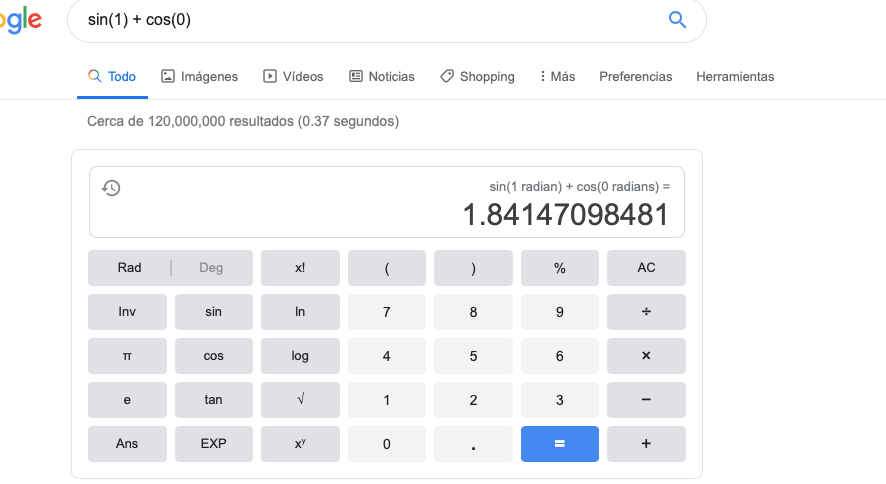 ogle
sin(1) + cos(0)
Todo Imágenes Vídeos Noticias Shopping Más Preferencias Herramientas
Cerca de 120,000,000 resultados (0.37 segundos)
sin(1 radian) + cos(0 radians) =
1.84147098481
Rad | Deg x! ( ) % AC
Inv sin ln 7 8 9 ÷
π cos log 4 5 6 ×
e tan √ 1 2 3 −
Ans EXP xʸ 0 . = +